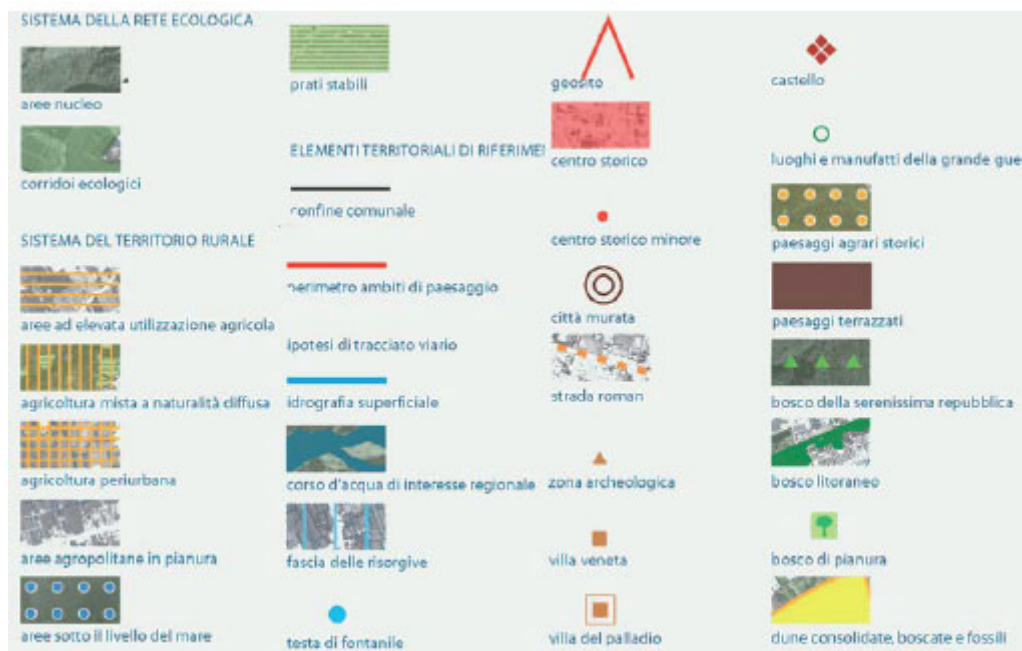 SISTEMA DELLA RETE ECOLOGICA
aree nucleo
corridoi ecologici
SISTEMA DEL TERRITORIO RURALE
aree ad elevata utilizzazione agricola
agricoltura mista a naturalità diffusa
agricoltura periurbana
aree agropolitane in pianura
aree sotto il livello del mare
prati stabili
ELEMENTI TERRITORIALI DI RIFERIMEI
confine comunale
perimetro ambiti di paesaggio
ipotesi di tracciato viario
idrografia superficiale
corso d'acqua di interesse regionale
fascia delle risorgive
testa di fontanile
geosito
centro storico
centro storico minore
città murata
strada roman
zona archeologica
villa veneta
villa del palladio
castello
luoghi e manufatti della grande gue
paesaggi agrari storici
paesaggi terrazzati
bosco della serenissima repubblica
bosco litoraneo
bosco di pianura
dune consolidate, boscate e fossili